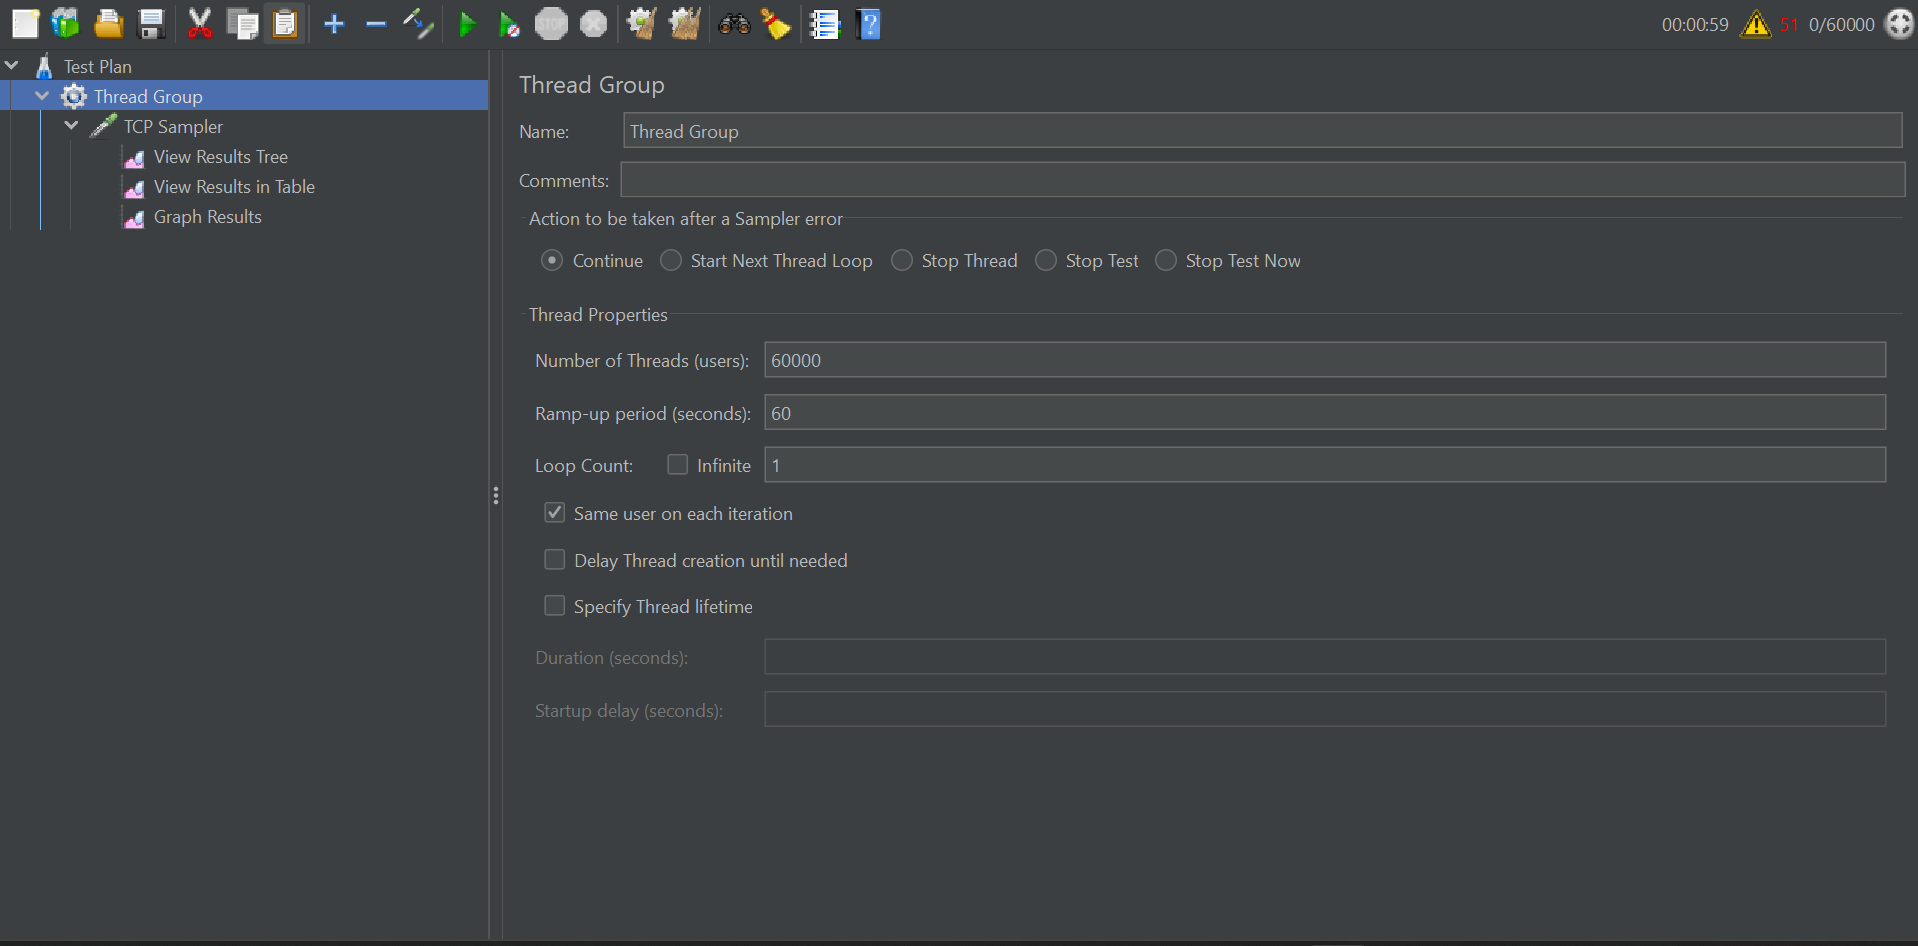 STOP
00:00:59 51 0/60000
Test Plan
Thread Group
TCP Sampler
View Results Tree
View Results in Table
Graph Results
Thread Group
Name: Thread Group
Comments:
Action to be taken after a Sampler error
Continue Start Next Thread Loop Stop Thread Stop Test Stop Test Now
Thread Properties
Number of Threads (users): 60000
Ramp-up period (seconds): 60
Loop Count: Infinite 1
Same user on each iteration
Delay Thread creation until needed
Specify Thread lifetime
Duration (seconds):
Startup delay (seconds):